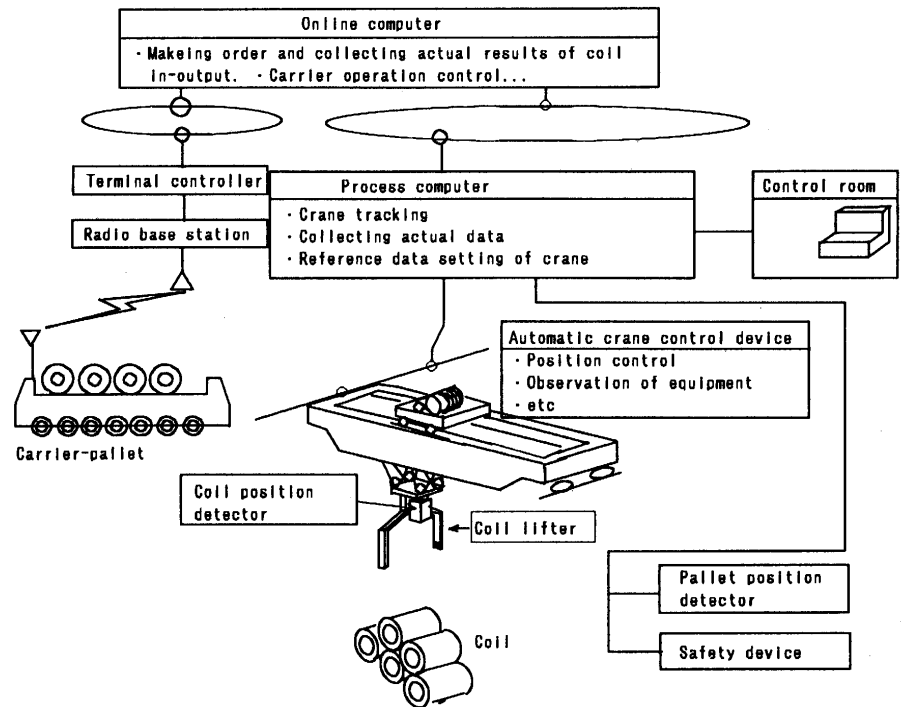 Online computer
・Makeing order and collecting actual results of coil
in-output. ・Carrier operation control...
Terminal controller
Process computer
Control room
Radio base station
・Crane tracking
・Collecting actual data
・Reference data setting of crane
Automatic crane control device
・Position control
・Observation of equipment
・etc
Carrier-pallet
Coil position
detector
Coil lifter
Pallet position
detector
Coil
Safety device